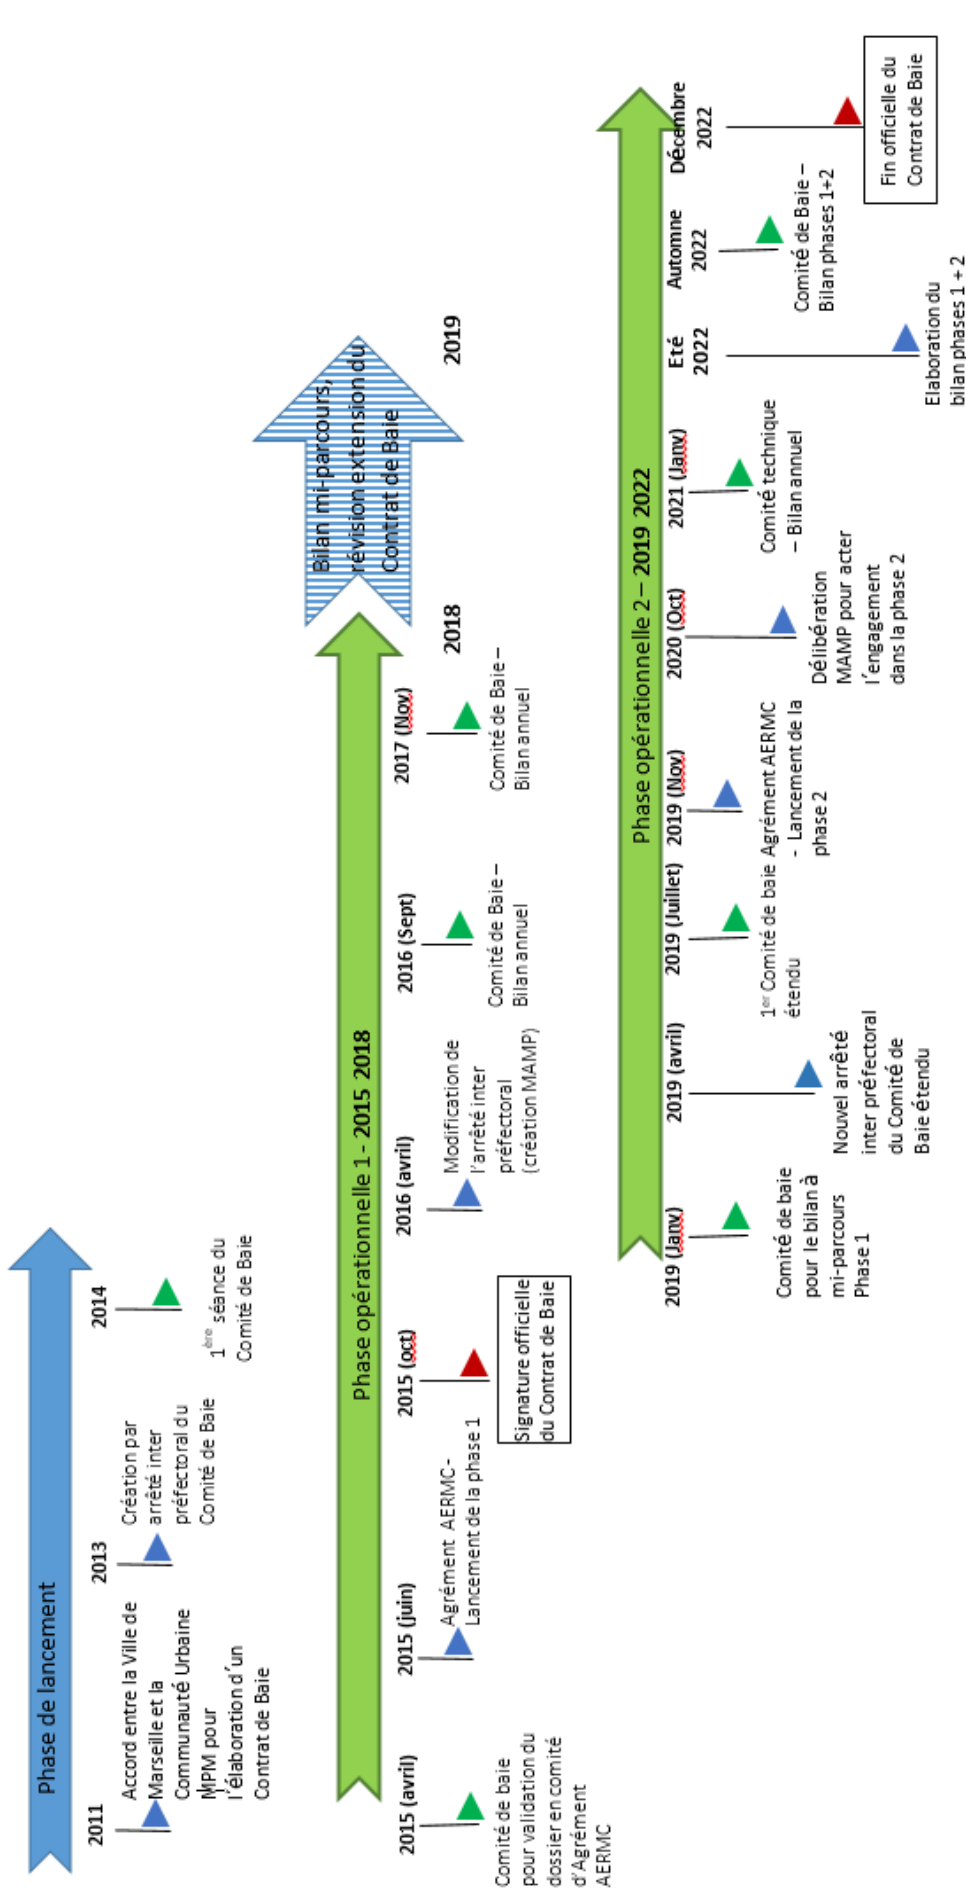 Phase de lancement
2011
Accord entre la Ville de
Marseille et la
Communauté Urbaine
MPM pour
l’élaboration d’un
Contrat de Baie
2013
Création par
arrêté inter
préfectoral du
Comité de Baie
2014
1ère séance du
Comité de Baie
Phase opérationnelle 1 - 2015 2018
2015 (avril)
Comité de baie
pour validation du
dossier en comité
d’Agrément
AERMC
2015 (juin)
Agrément AERMC -
Lancement de la phase 1
2015 (oct)
Signature officielle
du Contrat de Baie
2016 (avril)
Modification de
l’arrêté inter
préfectoral
(création MAMP)
2016 (Sept)
Comité de Baie –
Bilan annuel
2017 (Nov)
Comité de Baie –
Bilan annuel
Bilan mi-parcours,
révision extension du
Contrat de Baie
2018
2019
Phase opérationnelle 2 – 2019 2022
2019 (Janv)
Comité de baie
pour le bilan à
mi-parcours
Phase 1
2019 (avril)
Nouvel arrêté
inter préfectoral
du Comité de
Baie étendu
2019 (Juillet)
1er Comité de baie
étendu
2019 (Nov)
Agrément AERMC
- Lancement de la
phase 2
2020 (Oct)
Délibération
MAMP pour acter
l’engagement
dans la phase 2
2021 (Janv)
Comité technique
– Bilan annuel
Eté
2022
Elaboration du
bilan phases 1 + 2
Automne
2022
Comité de Baie –
Bilan phases 1+2
Décembre
2022
Fin officielle du
Contrat de Baie